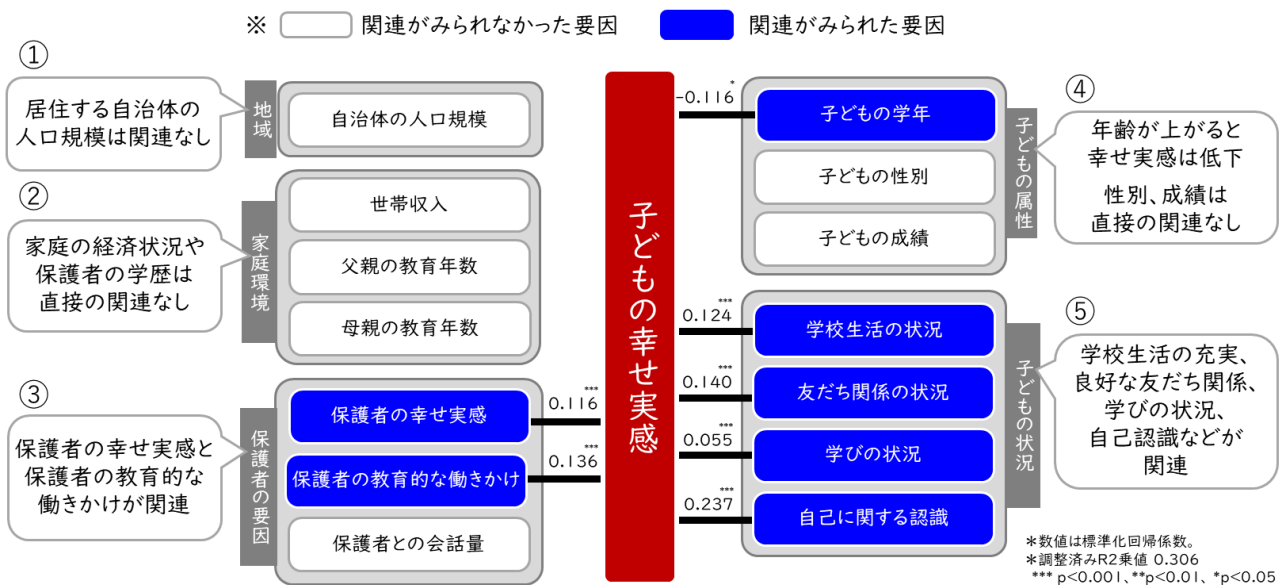 ※ 関連がみられなかった要因 関連がみられた要因
①
居住する自治体の
人口規模は関連なし
地域
自治体の人口規模
②
家庭の経済状況や
保護者の学歴は
直接の関連なし
家庭環境
世帯収入
父親の教育年数
母親の教育年数
③
保護者の幸せ実感と
保護者の教育的な
働きかけが関連
保護者の要因
保護者の幸せ実感
保護者の教育的な働きかけ
保護者との会話量
***
0.116
***
0.136
子どもの幸せ実感
*
-0.116
子どもの学年
子どもの性別
子どもの成績
子どもの属性
④
年齢が上がると
幸せ実感は低下
性別、成績は
直接の関連なし
***
0.124
学校生活の状況
***
0.140
友だち関係の状況
***
0.055
学びの状況
***
0.237
自己に関する認識
子どもの状況
⑤
学校生活の充実、
良好な友だち関係、
学びの状況、
自己認識などが
関連
*数値は標準化回帰係数。
*調整済みR2乗値 0.306
*** p<0.001、**p<0.01、*p<0.05